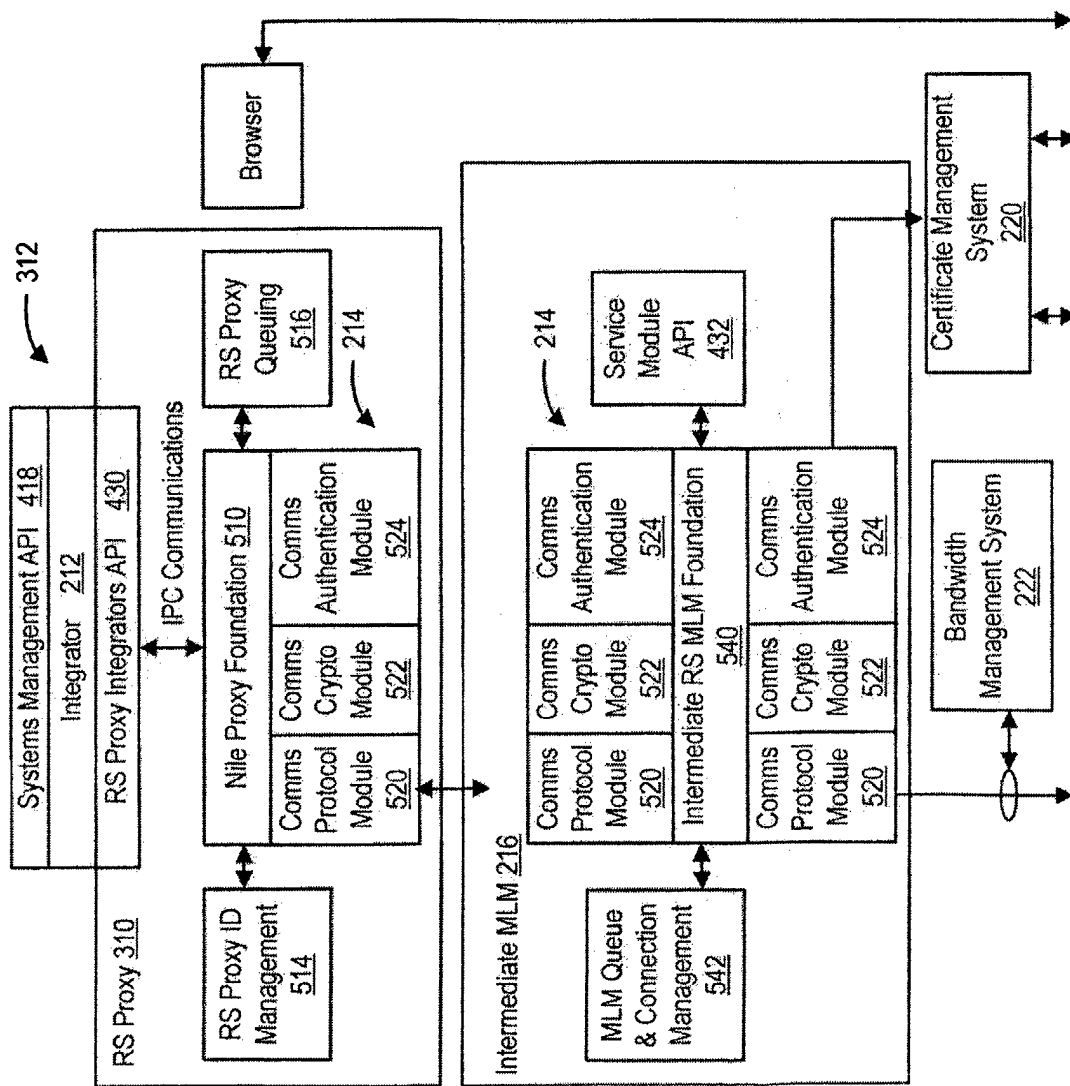 312
Systems Management API 418
Integrator 212
RS Proxy Integrators API 430
IPC Communications
RS Proxy 310
RS Proxy ID
Management
514
Nile Proxy Foundation 510
Comms
Protocol
Module
520
Comms
Crypto
Module
522
Comms
Authentication
Module
524
RS Proxy
Queuing
516
214
Browser
Intermediate MLM 216
MLM Queue
& Connection
Management
542
Comms
Protocol
Module
520
Comms
Crypto
Module
522
Comms
Authentication
Module
524
Intermediate RS MLM Foundation
540
Comms
Protocol
Module
520
Comms
Crypto
Module
522
Comms
Authentication
Module
524
214
Service
Module
API
432
Bandwidth
Management System
222
Certificate Management
System
220